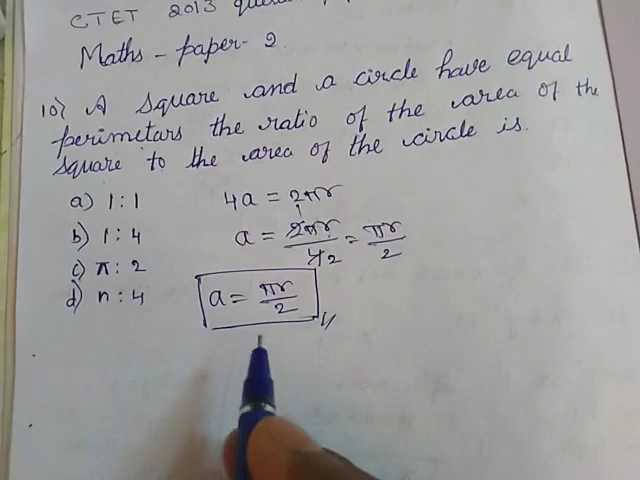 CTET 2013
Maths - paper - 2
10) A square and a circle have equal
perimetars the ratio of the area of the
square to the area of the circle is.
a) 1:1
b) 1:4
c) π:2
d) n:4
4a = 2πr
a = 2πr/42 = πr/2
a = πr/2